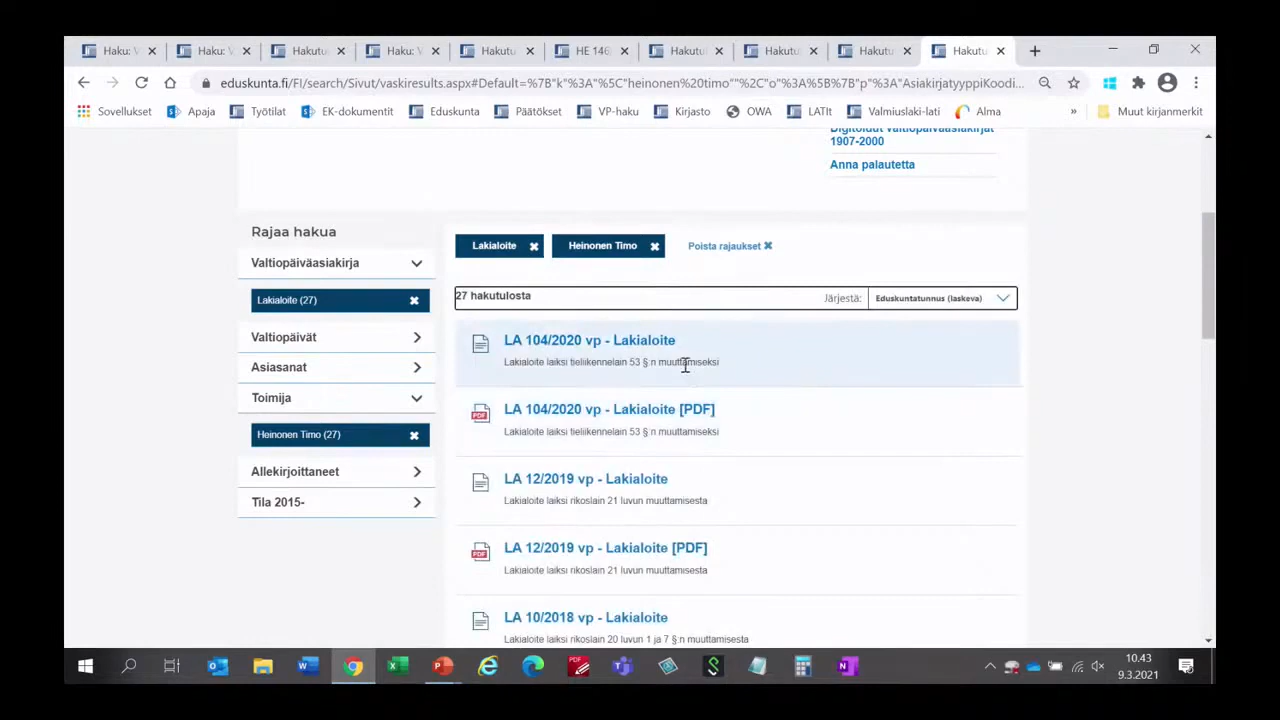 Haku: V
Haku: V
Hakutu
Haku: V
Hakutu
HE 146
Hakutul
Hakutu
Hakutu
Hakutu
eduskunta.fi/FI/search/Sivut/vaskiresults.aspx#Default=%7B"k"%3A"%5C"heinonen%20timo""%2C"o"%3A%5B%7B"p"%3A"AsiakirjatyyppiKoodi...
Sovellukset
Apaja
Työtilat
EK-dokumentit
Eduskunta
Päätökset
VP-haku
Kirjasto
OWA
LATIt
Valmiuslaki-lati
Alma
»
Muut kirjanmerkit
Digitoidut valtiopäiväasiakirjat
1907-2000
Anna palautetta
Rajaa hakua
Valtiopäiväasiakirja
Lakialoite (27)
Valtiopäivät
Asiasanat
Toimija
Heinonen Timo (27)
Allekirjoittaneet
Tila 2015-
Lakialoite
Heinonen Timo
Poista rajaukset
27 hakutulosta
Järjestä:
Eduskuntatunnus (laskeva)
LA 104/2020 vp - Lakialoite
Lakialoite laiksi tieliikennelain 53 §:n muuttamiseksi
PDF
LA 104/2020 vp - Lakialoite [PDF]
Lakialoite laiksi tieliikennelain 53 §:n muuttamiseksi
LA 12/2019 vp - Lakialoite
Lakialoite laiksi rikoslain 21 luvun muuttamisesta
PDF
LA 12/2019 vp - Lakialoite [PDF]
Lakialoite laiksi rikoslain 21 luvun muuttamisesta
LA 10/2018 vp - Lakialoite
Lakialoite laiksi rikoslain 20 luvun 1 ja 7 §:n muuttamisesta
10.43
9.3.2021